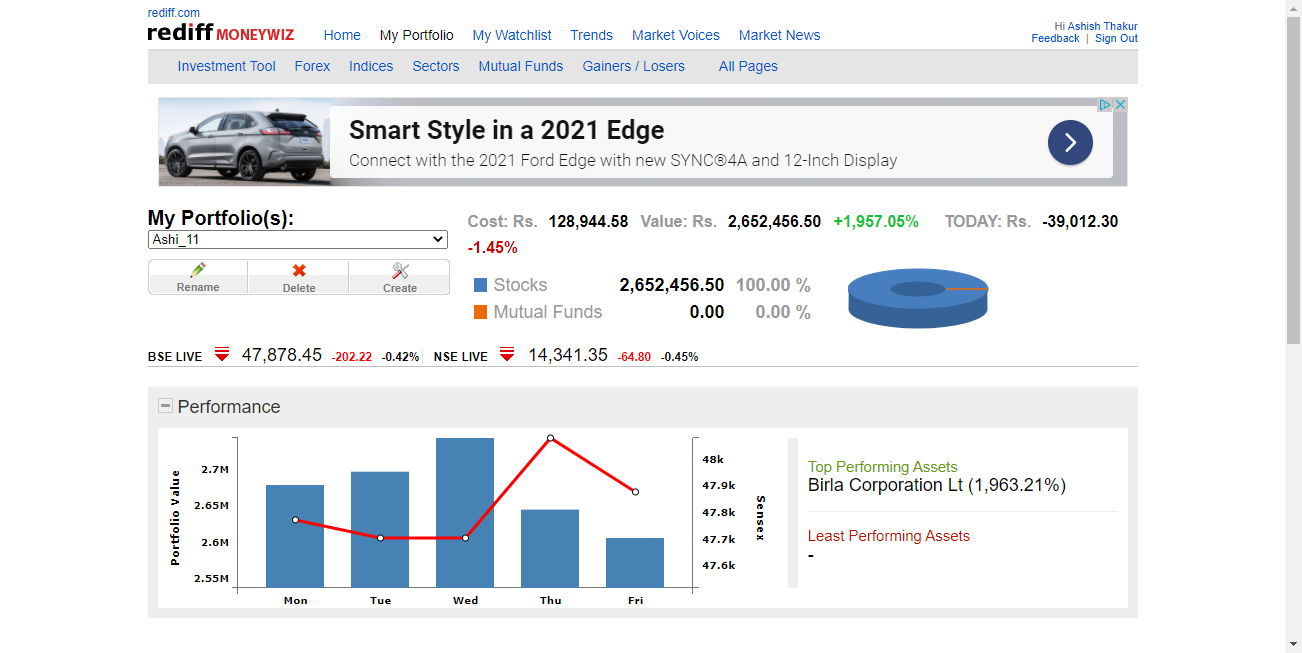 rediff.com
rediff MONEYWIZ
Home My Portfolio My Watchlist Trends Market Voices Market News
Hi Ashish Thakur
Feedback | Sign Out
Investment Tool Forex Indices Sectors Mutual Funds Gainers / Losers All Pages
Smart Style in a 2021 Edge
Connect with the 2021 Ford Edge with new SYNC®4A and 12-Inch Display
My Portfolio(s):
Ashi_11
Rename Delete Create
Cost: Rs. 128,944.58 Value: Rs. 2,652,456.50 +1,957.05% TODAY: Rs. -39,012.30
-1.45%
Stocks 2,652,456.50 100.00 %
Mutual Funds 0.00 0.00 %
BSE LIVE 47,878.45 -202.22 -0.42% NSE LIVE 14,341.35 -64.80 -0.45%
Performance
Portfolio Value
2.7M
2.65M
2.6M
2.55M
Mon Tue Wed Thu Fri
48k
47.9k
47.8k
47.7k
47.6k
Sensex
Top Performing Assets
Birla Corporation Lt (1,963.21%)
Least Performing Assets
-